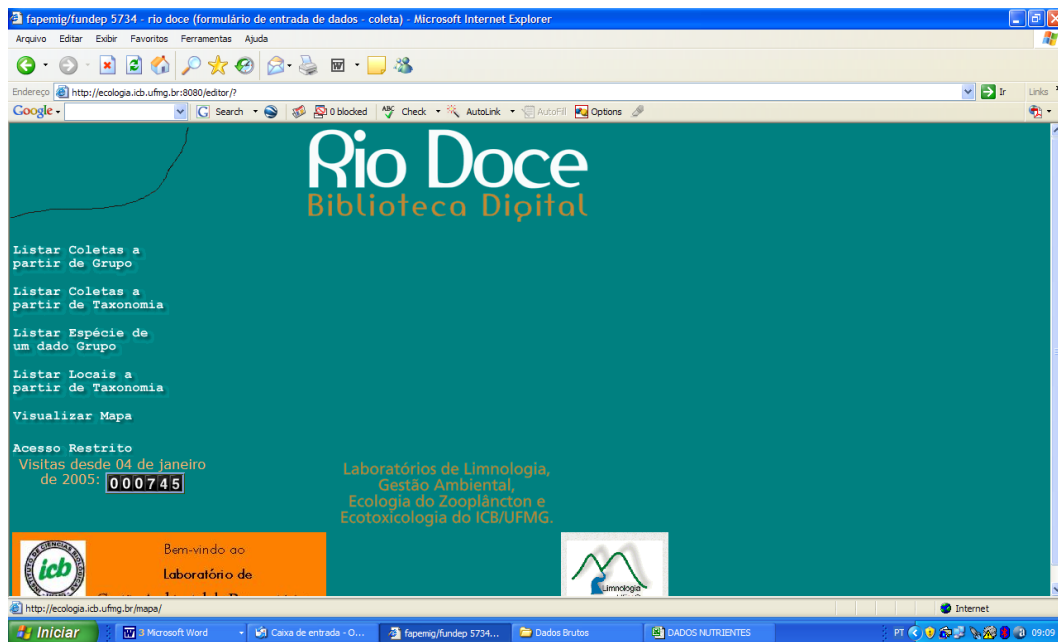 fapemig/fundep 5734 - rio doce (formulário de entrada de dados - coleta) - Microsoft Internet Explorer
Arquivo Editar Exibir Favoritos Ferramentas Ajuda
Endereço http://ecologia.icb.ufmg.br:8080/editor/? Ir Links
Google Search 0 blocked Check AutoLink AutoFill Options
Rio Doce
Biblioteca Digital
Listar Coletas a
partir de Grupo
Listar Coletas a
partir de Taxonomia
Listar Espécie de
um dado Grupo
Listar Locais a
partir de Taxonomia
Visualizar Mapa
Acesso Restrito
Visitas desde 04 de janeiro
de 2005: 000745
Laboratórios de Limnologia,
Gestão Ambiental,
Ecologia do Zooplâncton e
Ecotoxicologia do ICB/UFMG.
icb
Bem-vindo ao
Laboratório de
Limnologia
http://ecologia.icb.ufmg.br/mapa/ Internet
Iniciar 3 Microsoft Word Caixa de entrada - O... fapemig/fundep 5734... Dados Brutos DADOS NUTRIENTES PT 09:09